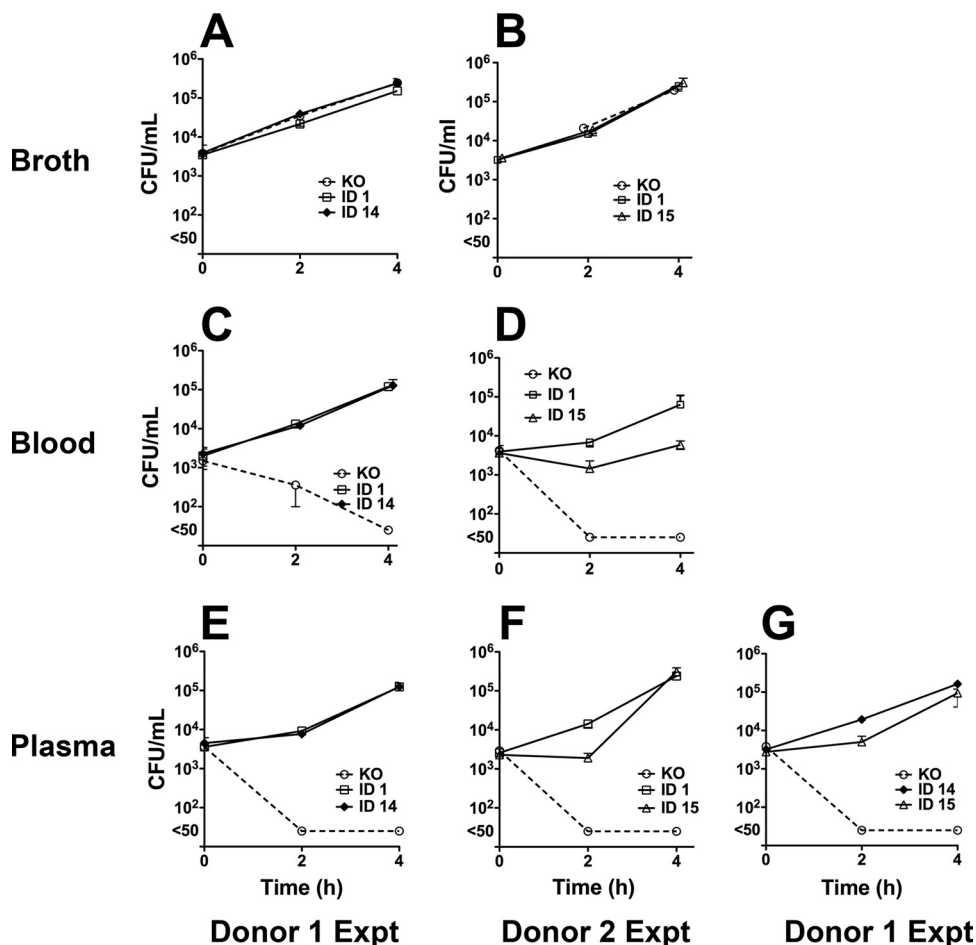 A
B
Broth
CFU/mL
10⁶
10⁵
10⁴
10³
10²
<50
0
2
4
KO
ID 1
ID 14
CFU/ml
10⁶
10⁵
10⁴
10³
10²
<50
0
2
4
KO
ID 1
ID 15
C
D
Blood
CFU/mL
10⁶
10⁵
10⁴
10³
10²
<50
0
2
4
KO
ID 1
ID 14
10⁶
10⁵
10⁴
10³
10²
<50
0
2
4
KO
ID 1
ID 15
E
F
G
Plasma
CFU/mL
10⁶
10⁵
10⁴
10³
10²
<50
0
2
4
KO
ID 1
ID 14
Time (h)
10⁶
10⁵
10⁴
10³
10²
<50
0
2
4
KO
ID 1
ID 15
Time (h)
10⁶
10⁵
10⁴
10³
10²
<50
0
2
4
KO
ID 14
ID 15
Time (h)
Donor 1 Expt
Donor 2 Expt
Donor 1 Expt